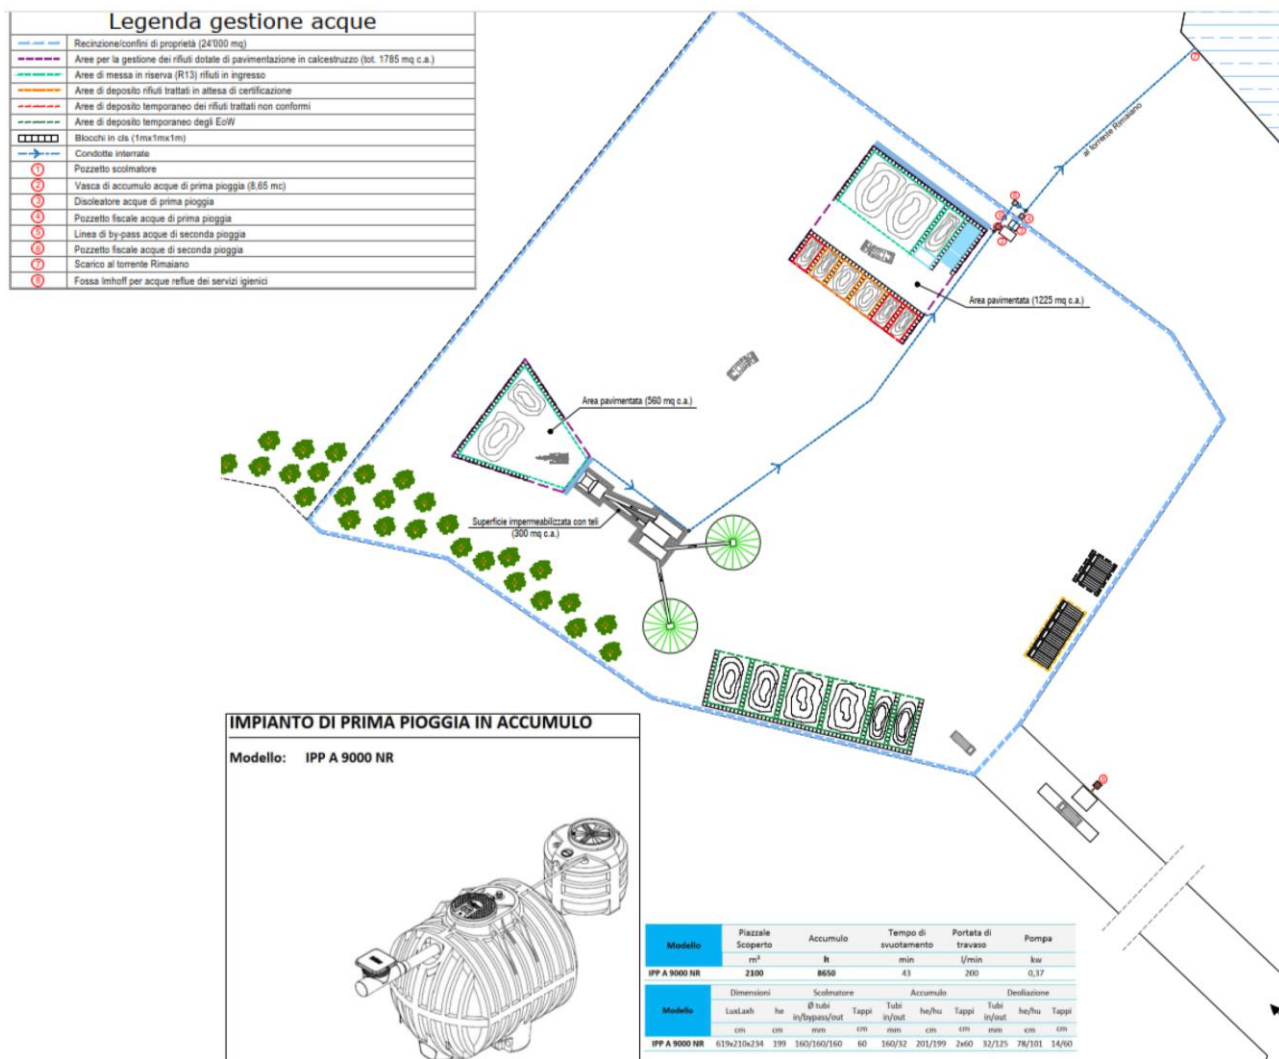 Legenda gestione acque
Recinzione/confini di proprietà (24'000 mq)
Aree per la gestione dei rifiuti dotate di pavimentazione in calcestruzzo (tot. 1785 mq c.a.)
Aree di messa in riserva (R13) rifiuti in ingresso
Aree di deposito rifiuti trattati in attesa di certificazione
Aree di deposito temporaneo dei rifiuti trattati non conformi
Aree di deposito temporaneo degli EoW
Blocchi in cls (1mx1mx1m)
Condotte interrate
1 Pozzetto scolmatore
2 Vasca di accumulo acque di prima pioggia (8,65 mc)
3 Disoleatore acque di prima pioggia
4 Pozzetto fiscale acque di prima pioggia
5 Linea di by-pass acque di seconda pioggia
6 Pozzetto fiscale acque di seconda pioggia
7 Scarico al torrente Rimaiano
8 Fossa Imhoff per acque reflue dei servizi igienici
7
al torrente Rimaiano
Area pavimentata (1225 mq c.a.)
Area pavimentata (560 mq c.a.)
Superficie impermeabilizzata con teli
(300 mq c.a.)
8
IMPIANTO DI PRIMA PIOGGIA IN ACCUMULO
Modello: IPP A 9000 NR
Modello Piazzale Scoperto Accumulo Tempo di svuotamento Portata di travaso Pompa
m² lt min l/min kw
IPP A 9000 NR 2100 8650 43 200 0,37
Modello Dimensioni Scolmatore Accumulo Deoliazione
LuxLaxh he Ø tubi in/bypass/out Tappi Tubi in/out he/hu Tappi Tubi in/out he/hu Tappi
cm cm mm cm mm cm cm mm cm cm
IPP A 9000 NR 619x210x234 199 160/160/160 60 160/32 201/199 2x60 32/125 78/101 14/60